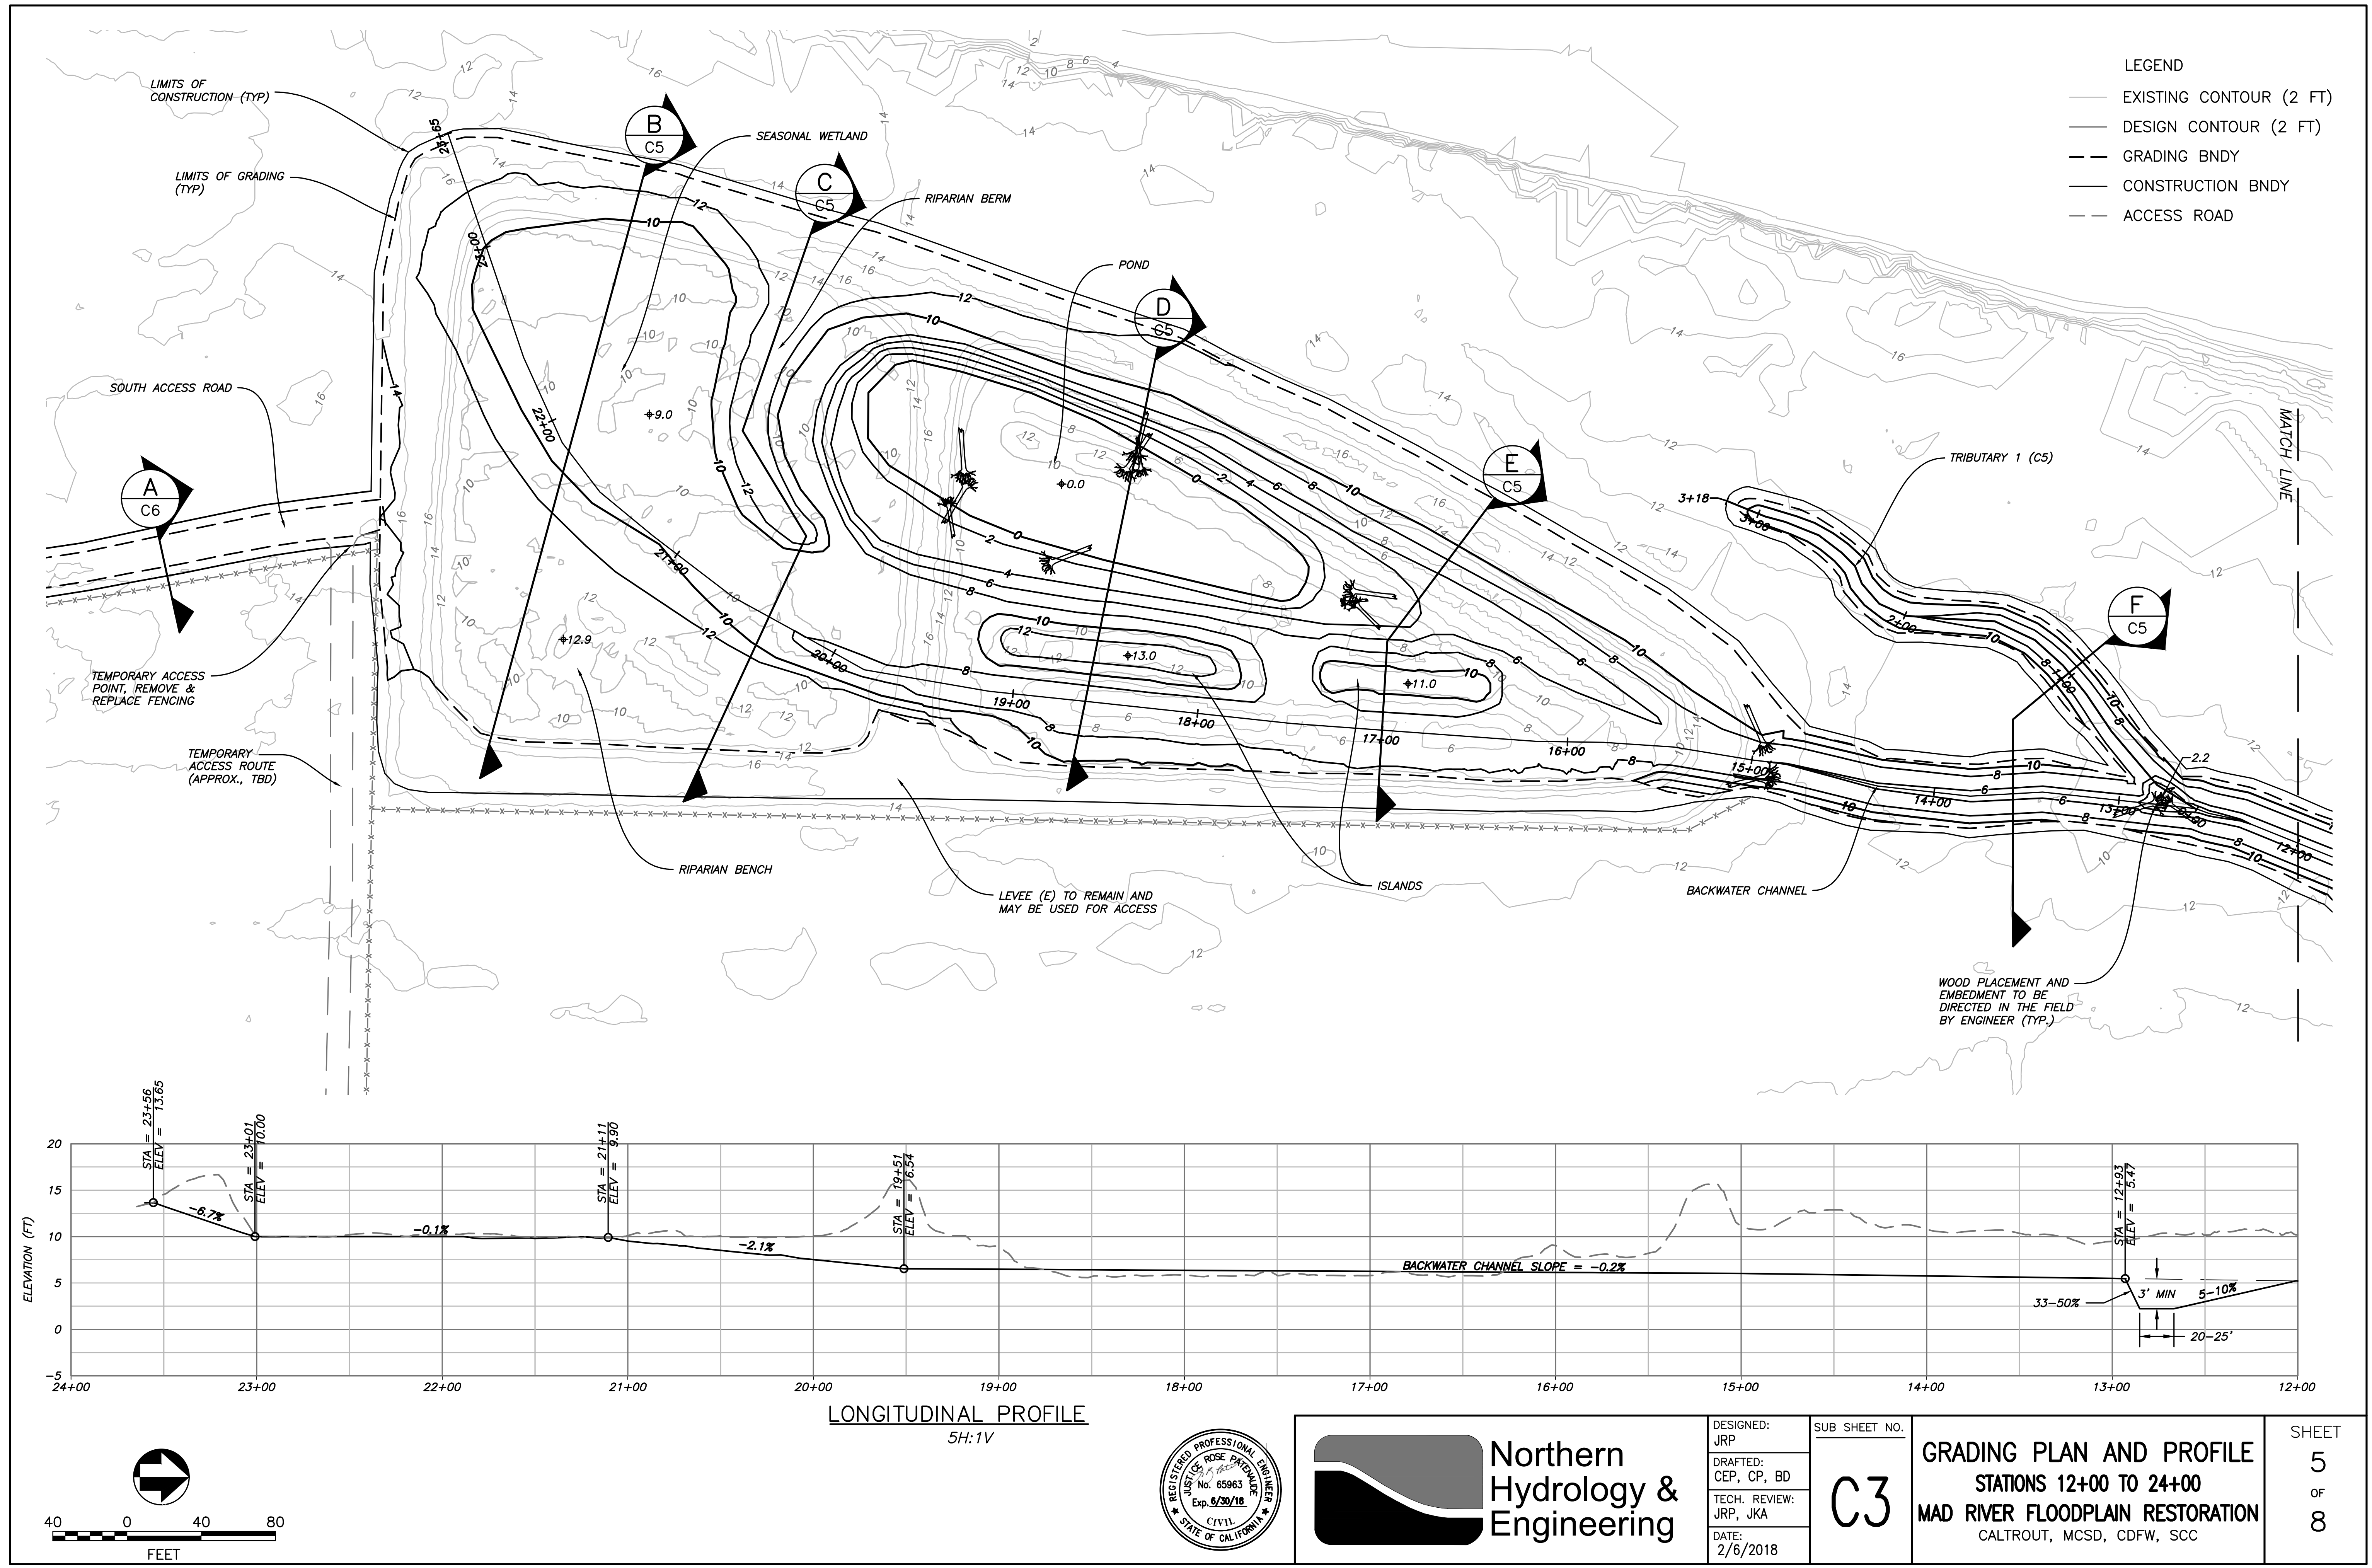 LEGEND
EXISTING CONTOUR (2 FT)
DESIGN CONTOUR (2 FT)
GRADING BNDY
CONSTRUCTION BNDY
ACCESS ROAD
LIMITS OF
CONSTRUCTION (TYP)
LIMITS OF GRADING
(TYP)
SEASONAL WETLAND
RIPARIAN BERM
POND
SOUTH ACCESS ROAD
TRIBUTARY 1 (C5)
MATCH LINE
A
C6
B
C5
C
C5
D
C5
E
C5
F
C5
23+00
22+00
21+00
20+00
19+00
18+00
17+00
16+00
15+00
14+00
13+00
12+00
3+18
3+00
2+00
1+00
9.0
0.0
12.9
13.0
11.0
2.2
TEMPORARY ACCESS
POINT, REMOVE &
REPLACE FENCING
TEMPORARY
ACCESS ROUTE
(APPROX., TBD)
RIPARIAN BENCH
LEVEE (E) TO REMAIN AND
MAY BE USED FOR ACCESS
ISLANDS
BACKWATER CHANNEL
WOOD PLACEMENT AND
EMBEDMENT TO BE
DIRECTED IN THE FIELD
BY ENGINEER (TYP.)
STA = 23+56
ELEV = 13.65
STA = 23+01
ELEV = 10.00
STA = 21+11
ELEV = 9.90
STA = 19+51
ELEV = 6.54
STA = 12+93
ELEV = 5.47
-6.7%
-0.1%
-2.1%
BACKWATER CHANNEL SLOPE = -0.2%
33-50%
3' MIN
5-10%
20-25'
ELEVATION (FT)
20
15
10
5
0
-5
24+00
23+00
22+00
21+00
20+00
19+00
18+00
17+00
16+00
15+00
14+00
13+00
12+00
LONGITUDINAL PROFILE
5H:1V
40 0 40 80
FEET
REGISTERED PROFESSIONAL ENGINEER
JUSTICE ROSE PATENAUDE
No. 65963
Exp. 6/30/18
CIVIL
STATE OF CALIFORNIA
Northern
Hydrology &
Engineering
DESIGNED:
JRP
DRAFTED:
CEP, CP, BD
TECH. REVIEW:
JRP, JKA
DATE:
2/6/2018
SUB SHEET NO.
C3
GRADING PLAN AND PROFILE
STATIONS 12+00 TO 24+00
MAD RIVER FLOODPLAIN RESTORATION
CALTROUT, MCSD, CDFW, SCC
SHEET
5
OF
8